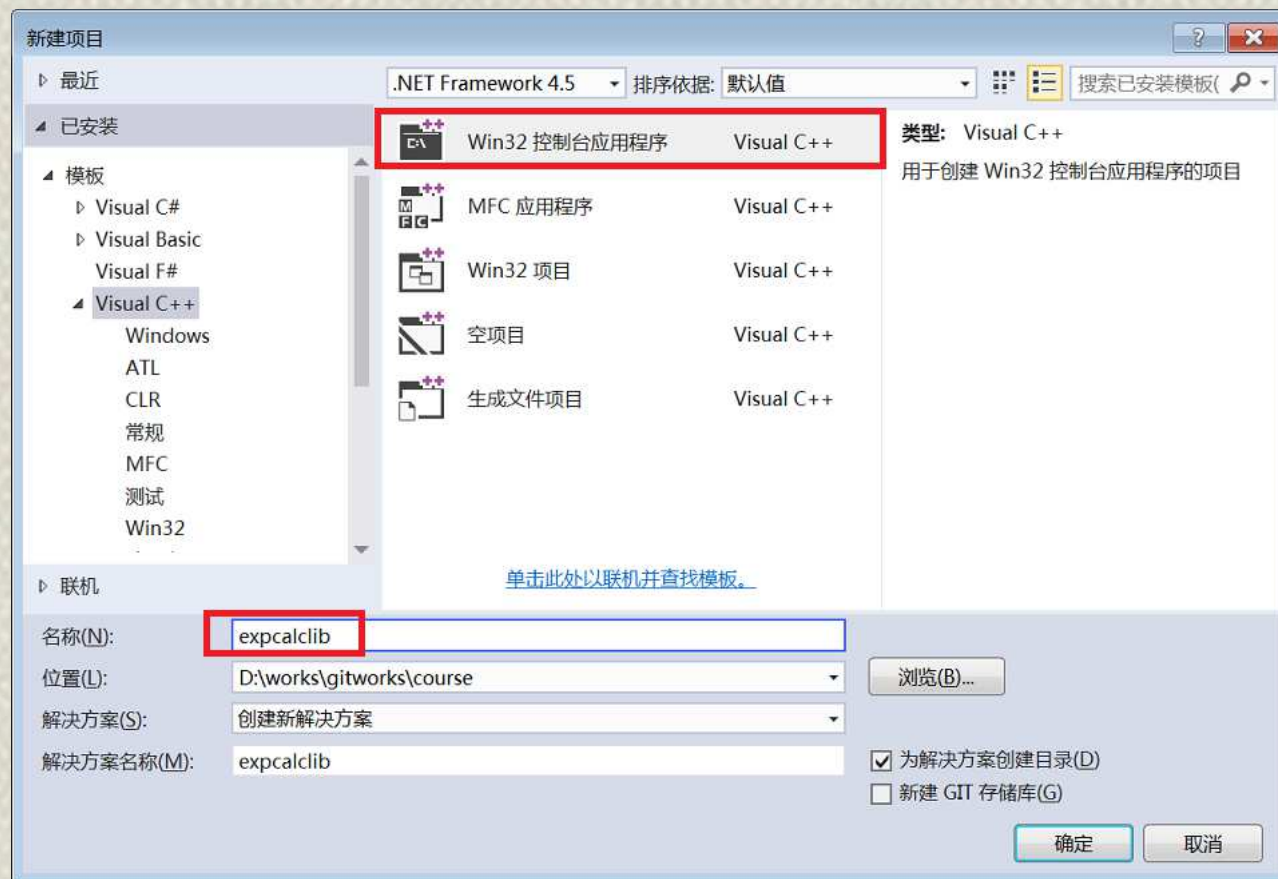 新建项目
最近
.NET Framework 4.5 排序依据: 默认值 搜索已安装模板(
已安装
模板
Visual C#
Visual Basic
Visual F#
Visual C++
Windows
ATL
CLR
常规
MFC
测试
Win32
联机
C:\ Win32 控制台应用程序 Visual C++
MFC MFC 应用程序 Visual C++
Win32 项目 Visual C++
空项目 Visual C++
生成文件项目 Visual C++
单击此处以联机并查找模板。
类型: Visual C++
用于创建 Win32 控制台应用程序的项目
名称(N): expcalclib
位置(L): D:\works\gitworks\course 浏览(B)...
解决方案(S): 创建新解决方案
解决方案名称(M): expcalclib
为解决方案创建目录(D)
新建 GIT 存储库(G)
确定 取消